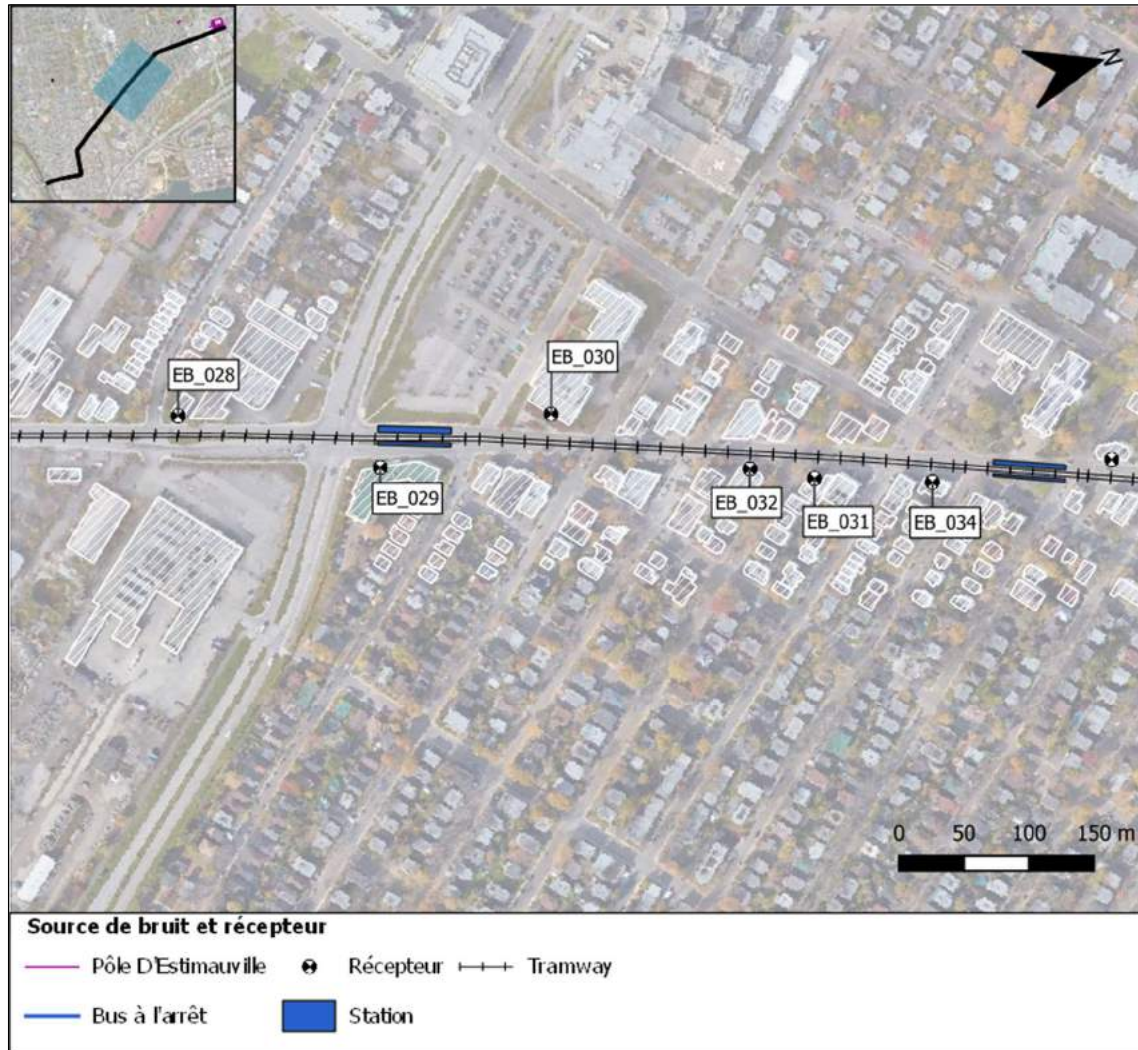 N
EB_030
EB_028
EB_029
EB_032
EB_031
EB_034
0 50 100 150 m
Source de bruit et récepteur
Pôle D'Estimauville Récepteur Tramway
Bus à l'arrêt Station